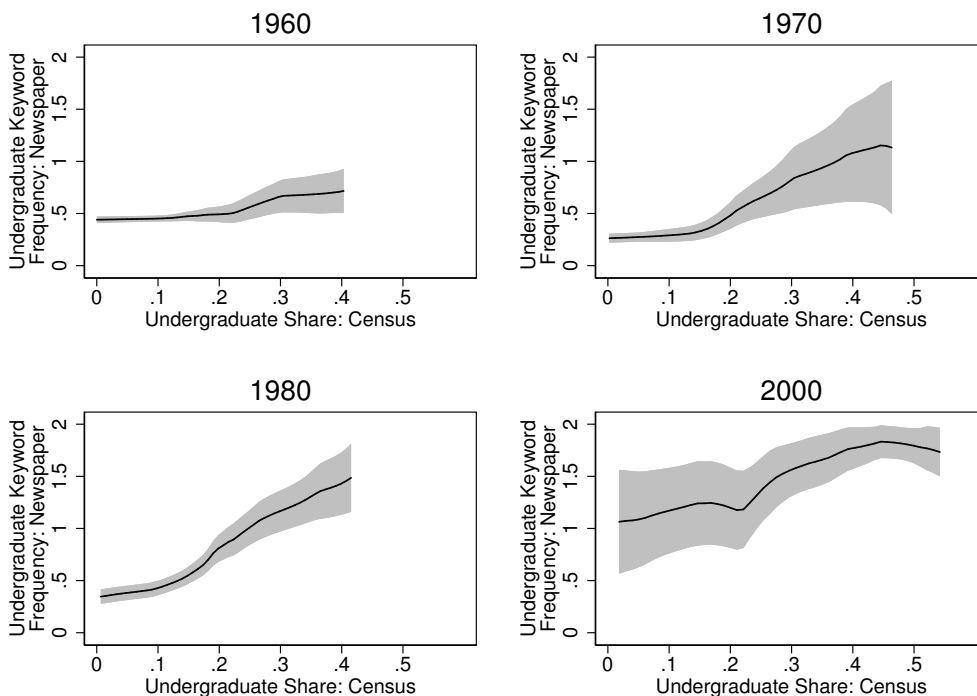 1960
Undergraduate Keyword
Frequency: Newspaper
2
1.5
1
.5
0
0 .1 .2 .3 .4 .5
Undergraduate Share: Census
1970
Undergraduate Keyword
Frequency: Newspaper
2
1.5
1
.5
0
0 .1 .2 .3 .4 .5
Undergraduate Share: Census
1980
Undergraduate Keyword
Frequency: Newspaper
2
1.5
1
.5
0
0 .1 .2 .3 .4 .5
Undergraduate Share: Census
2000
Undergraduate Keyword
Frequency: Newspaper
2
1.5
1
.5
0
0 .1 .2 .3 .4 .5
Undergraduate Share: Census